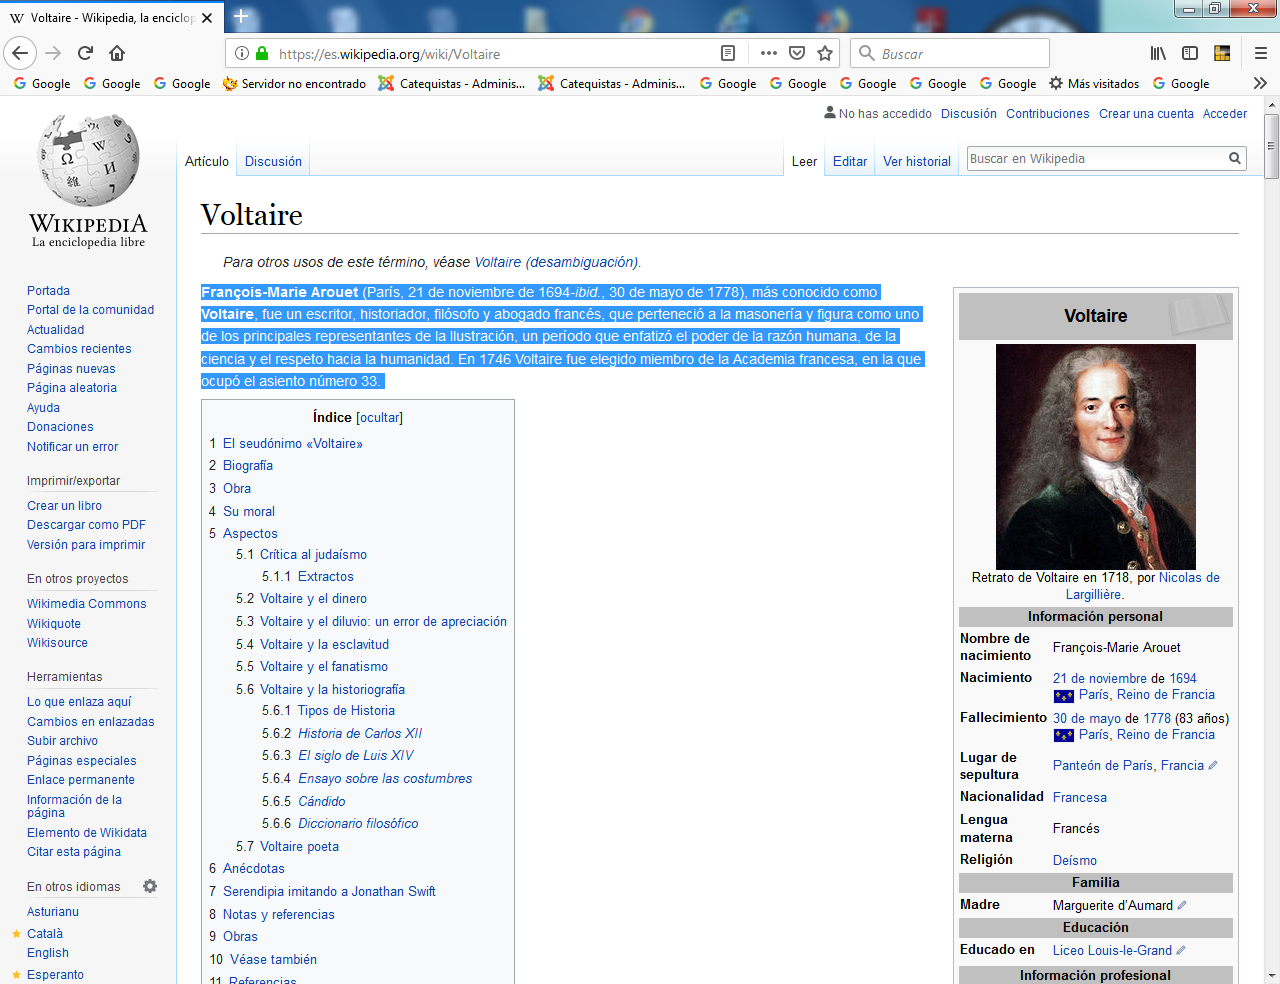 Voltaire - Wikipedia, la enciclop
https://es.wikipedia.org/wiki/Voltaire
Buscar
Google
Google
Google
Servidor no encontrado
Catequistas - Adminis...
Catequistas - Adminis...
Google
Google
Google
Google
Google
Más visitados
Google
No has accedido Discusión Contribuciones Crear una cuenta Acceder
WIKIPEDIA
La enciclopedia libre
Artículo Discusión
Leer Editar Ver historial
Buscar en Wikipedia
Portada
Portal de la comunidad
Actualidad
Cambios recientes
Páginas nuevas
Página aleatoria
Ayuda
Donaciones
Notificar un error
Imprimir/exportar
Crear un libro
Descargar como PDF
Versión para imprimir
En otros proyectos
Wikimedia Commons
Wikiquote
Wikisource
Herramientas
Lo que enlaza aquí
Cambios en enlazadas
Subir archivo
Páginas especiales
Enlace permanente
Información de la
página
Elemento de Wikidata
Citar esta página
En otros idiomas
Asturianu
Català
English
Esperanto
Voltaire
Para otros usos de este término, véase Voltaire (desambiguación).
François-Marie Arouet (París, 21 de noviembre de 1694-ibid., 30 de mayo de 1778), más conocido como
Voltaire, fue un escritor, historiador, filósofo y abogado francés, que perteneció a la masonería y figura como uno
de los principales representantes de la Ilustración, un período que enfatizó el poder de la razón humana, de la
ciencia y el respeto hacia la humanidad. En 1746 Voltaire fue elegido miembro de la Academia francesa, en la que
ocupó el asiento número 33.
Índice [ocultar]
1 El seudónimo «Voltaire»
2 Biografía
3 Obra
4 Su moral
5 Aspectos
5.1 Crítica al judaísmo
5.1.1 Extractos
5.2 Voltaire y el dinero
5.3 Voltaire y el diluvio: un error de apreciación
5.4 Voltaire y la esclavitud
5.5 Voltaire y el fanatismo
5.6 Voltaire y la historiografía
5.6.1 Tipos de Historia
5.6.2 Historia de Carlos XII
5.6.3 El siglo de Luis XIV
5.6.4 Ensayo sobre las costumbres
5.6.5 Cándido
5.6.6 Diccionario filosófico
5.7 Voltaire poeta
6 Anécdotas
7 Serendipia imitando a Jonathan Swift
8 Notas y referencias
9 Obras
10 Véase también
11 Referencias
Voltaire
Retrato de Voltaire en 1718, por Nicolas de
Largillière.
Información personal
Nombre de
nacimiento
François-Marie Arouet
Nacimiento 21 de noviembre de 1694
París, Reino de Francia
Fallecimiento 30 de mayo de 1778 (83 años)
París, Reino de Francia
Lugar de
sepultura
Panteón de París, Francia
Nacionalidad Francesa
Lengua
materna
Francés
Religión Deísmo
Familia
Madre Marguerite d'Aumard
Educación
Educado en Liceo Louis-le-Grand
Información profesional